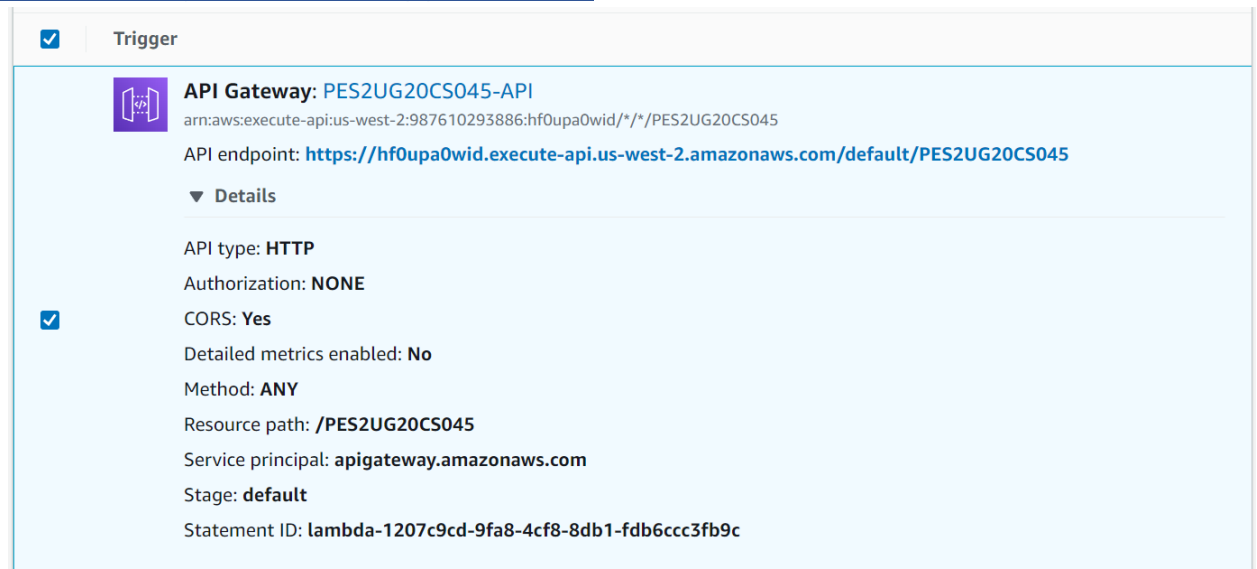 Trigger
API Gateway: PES2UG20CS045-API
arn:aws:execute-api:us-west-2:987610293886:hf0upa0wid/*/*/PES2UG20CS045
API endpoint: https://hf0upa0wid.execute-api.us-west-2.amazonaws.com/default/PES2UG20CS045
▼ Details
API type: HTTP
Authorization: NONE
CORS: Yes
Detailed metrics enabled: No
Method: ANY
Resource path: /PES2UG20CS045
Service principal: apigateway.amazonaws.com
Stage: default
Statement ID: lambda-1207c9cd-9fa8-4cf8-8db1-fdb6ccc3fb9c